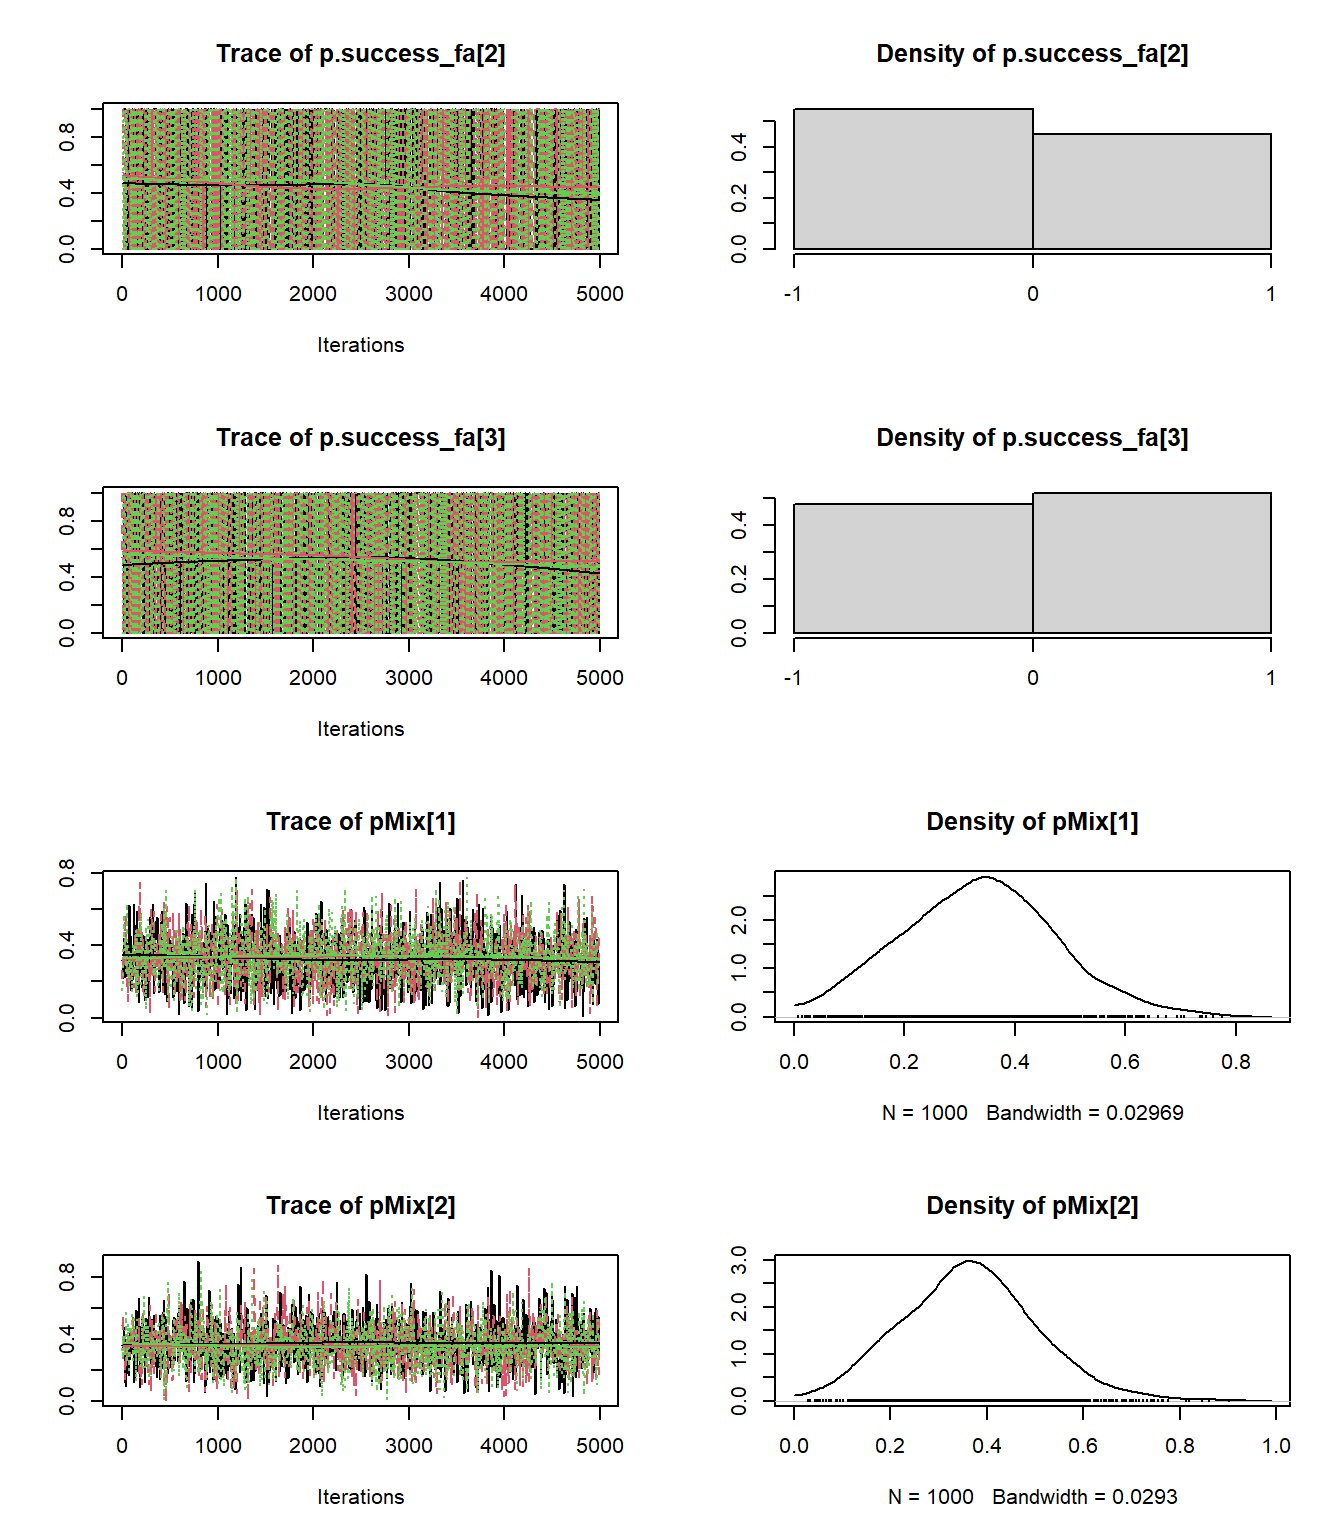 Trace of p.success_fa[2]
0.0 0.4 0.8
0 1000 2000 3000 4000 5000
Iterations
Density of p.success_fa[2]
0.0 0.2 0.4
-1 0 1
Trace of p.success_fa[3]
0.0 0.4 0.8
0 1000 2000 3000 4000 5000
Iterations
Density of p.success_fa[3]
0.0 0.2 0.4
-1 0 1
Trace of pMix[1]
0.0 0.4 0.8
0 1000 2000 3000 4000 5000
Iterations
Density of pMix[1]
0.0 1.0 2.0
0.0 0.2 0.4 0.6 0.8
N = 1000 Bandwidth = 0.02969
Trace of pMix[2]
0.0 0.4 0.8
0 1000 2000 3000 4000 5000
Iterations
Density of pMix[2]
0.0 1.0 2.0 3.0
0.0 0.2 0.4 0.6 0.8 1.0
N = 1000 Bandwidth = 0.0293